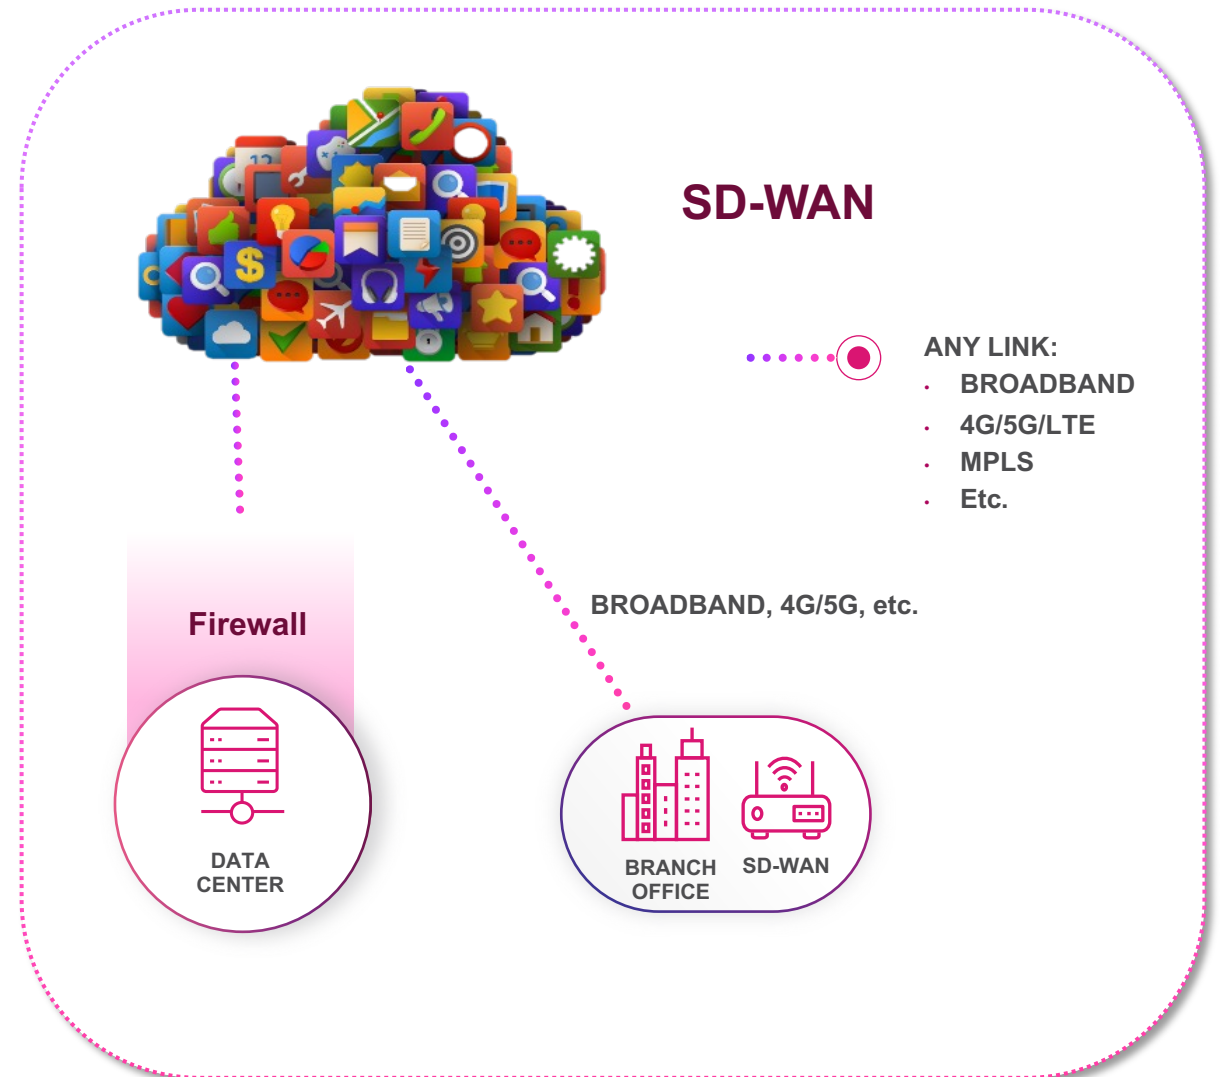 12
$
SD-WAN
ANY LINK:
• BROADBAND
• 4G/5G/LTE
• MPLS
• Etc.
BROADBAND, 4G/5G, etc.
Firewall
DATA
CENTER
BRANCH
OFFICE
SD-WAN